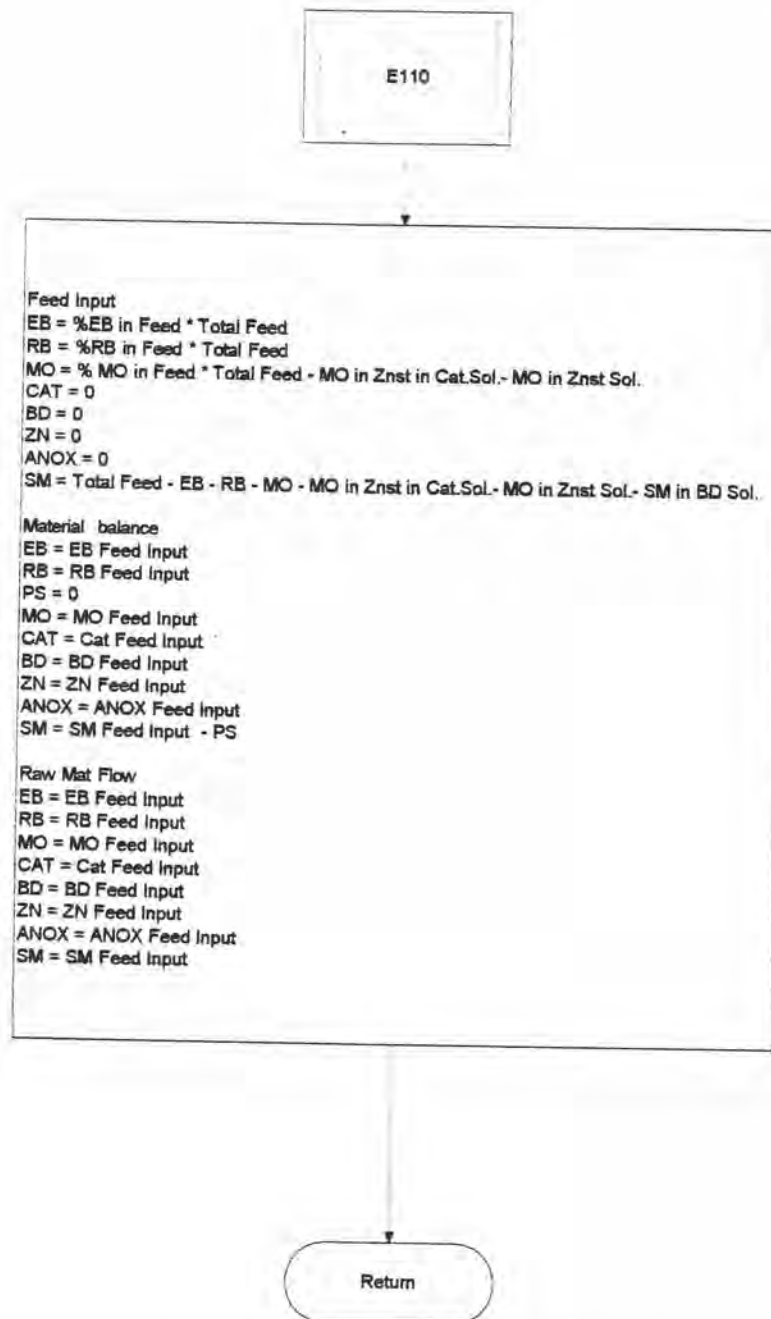 E110
Feed Input
EB = %EB in Feed * Total Feed
RB = %RB in Feed * Total Feed
MO = % MO in Feed * Total Feed - MO in Znst in Cat.Sol.- MO in Znst Sol.
CAT = 0
BD = 0
ZN = 0
ANOX = 0
SM = Total Feed - EB - RB - MO - MO in Znst in Cat.Sol.- MO in Znst Sol.- SM in BD Sol.
Material balance
EB = EB Feed Input
RB = RB Feed Input
PS = 0
MO = MO Feed Input
CAT = Cat Feed Input
BD = BD Feed Input
ZN = ZN Feed Input
ANOX = ANOX Feed Input
SM = SM Feed Input - PS
Raw Mat Flow
EB = EB Feed Input
RB = RB Feed Input
MO = MO Feed Input
CAT = Cat Feed Input
BD = BD Feed Input
ZN = ZN Feed Input
ANOX = ANOX Feed Input
SM = SM Feed Input
Return